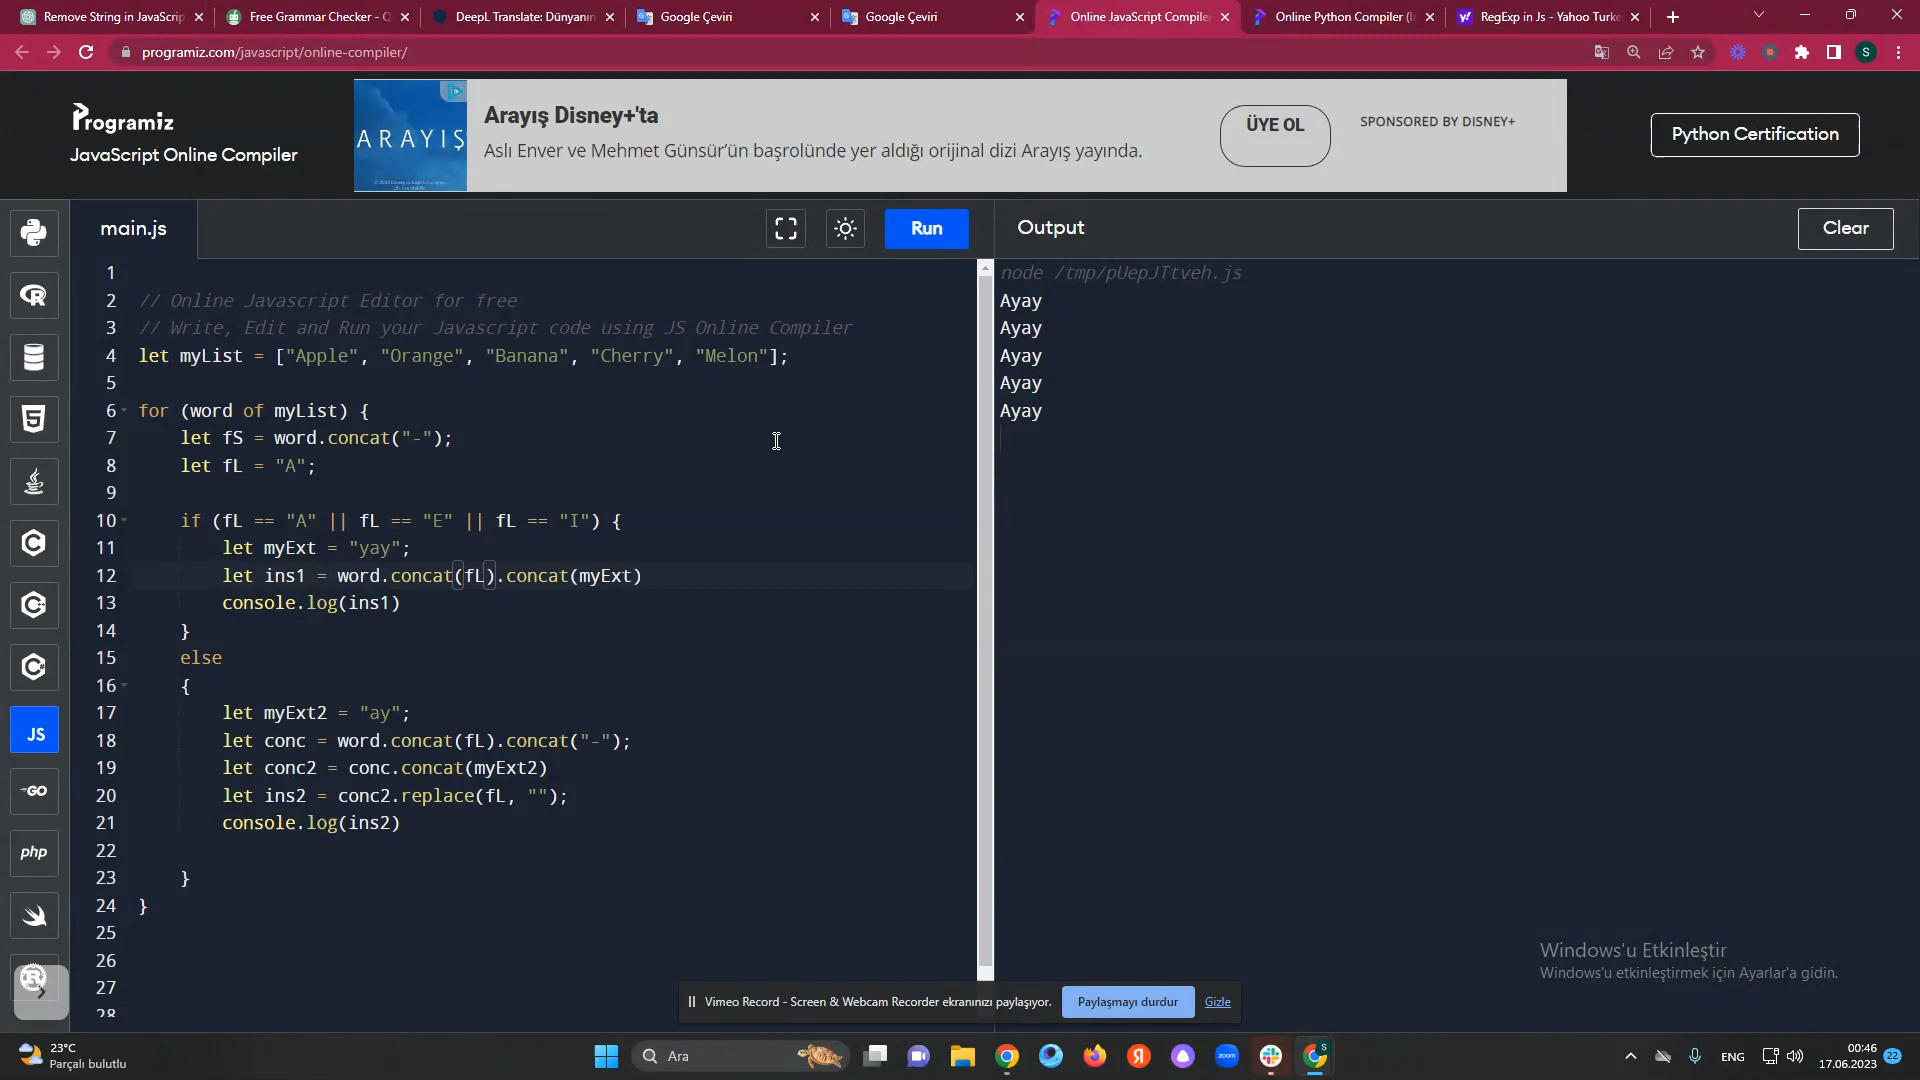 Remove String in JavaScrip
Free Grammar Checker - Q
DeepL Translate: Dünyanın
Google Çeviri
Google Çeviri
Online JavaScript Compiler
Online Python Compiler (In
RegExp in Js - Yahoo Turke
programiz.com/javascript/online-compiler/
S
Programiz
JavaScript Online Compiler
ARAYIŞ
Arayış Disney+'ta
Aslı Enver ve Mehmet Günsür'ün başrolünde yer aldığı orijinal dizi Arayış yayında.
ÜYE OL
SPONSORED BY DISNEY+
Python Certification
main.js
Run
Output
Clear
1
2 // Online Javascript Editor for free
3 // Write, Edit and Run your Javascript code using JS Online Compiler
4 let myList = ["Apple", "Orange", "Banana", "Cherry", "Melon"];
5
6 for (word of myList) {
7 let fS = word.concat("-");
8 let fL = "A";
9
10 if (fL == "A" || fL == "E" || fL == "I") {
11 let myExt = "yay";
12 let ins1 = word.concat(fL).concat(myExt)
13 console.log(ins1)
14 }
15 else
16 {
17 let myExt2 = "ay";
18 let conc = word.concat(fL).concat("-");
19 let conc2 = conc.concat(myExt2)
20 let ins2 = conc2.replace(fL, "");
21 console.log(ins2)
22
23 }
24 }
25
26
27
28
node /tmp/pUepJTtveh.js
Ayay
Ayay
Ayay
Ayay
Ayay
JS
GO
php
Windows'u Etkinleştir
Windows'u etkinleştirmek için Ayarlar'a gidin.
Vimeo Record - Screen & Webcam Recorder ekranınızı paylaşıyor.
Paylaşmayı durdur
Gizle
23°C
Parçalı bulutlu
Ara
zoom
ENG
00:46
17.06.2023
22